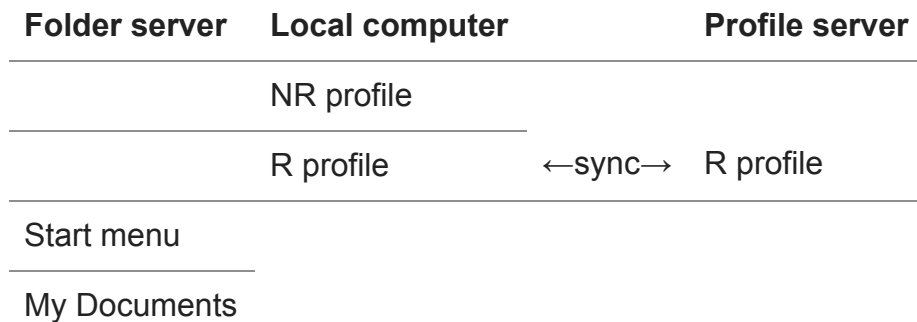 Folder server Local computer Profile server
NR profile
R profile ←sync→ R profile
Start menu
My Documents